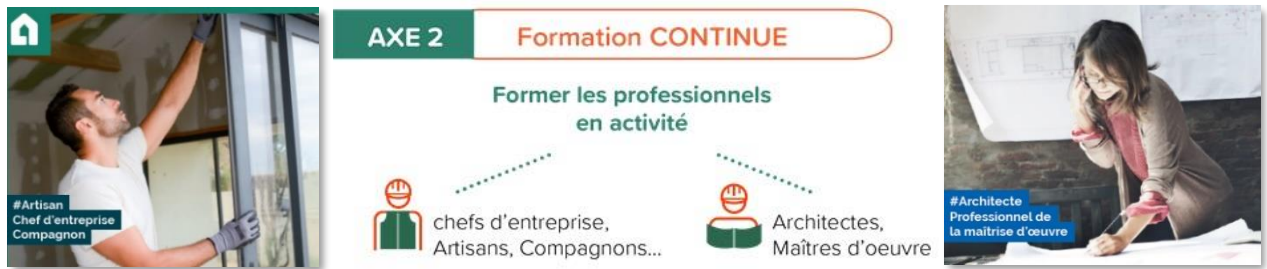 #Artisan
Chef d'entreprise
Compagnon
AXE 2
Formation CONTINUE
Former les professionnels
en activité
chefs d'entreprise,
Artisans, Compagnons...
Architectes,
Maîtres d'oeuvre
#Architecte
Professionnel de
la maîtrise d'œuvre